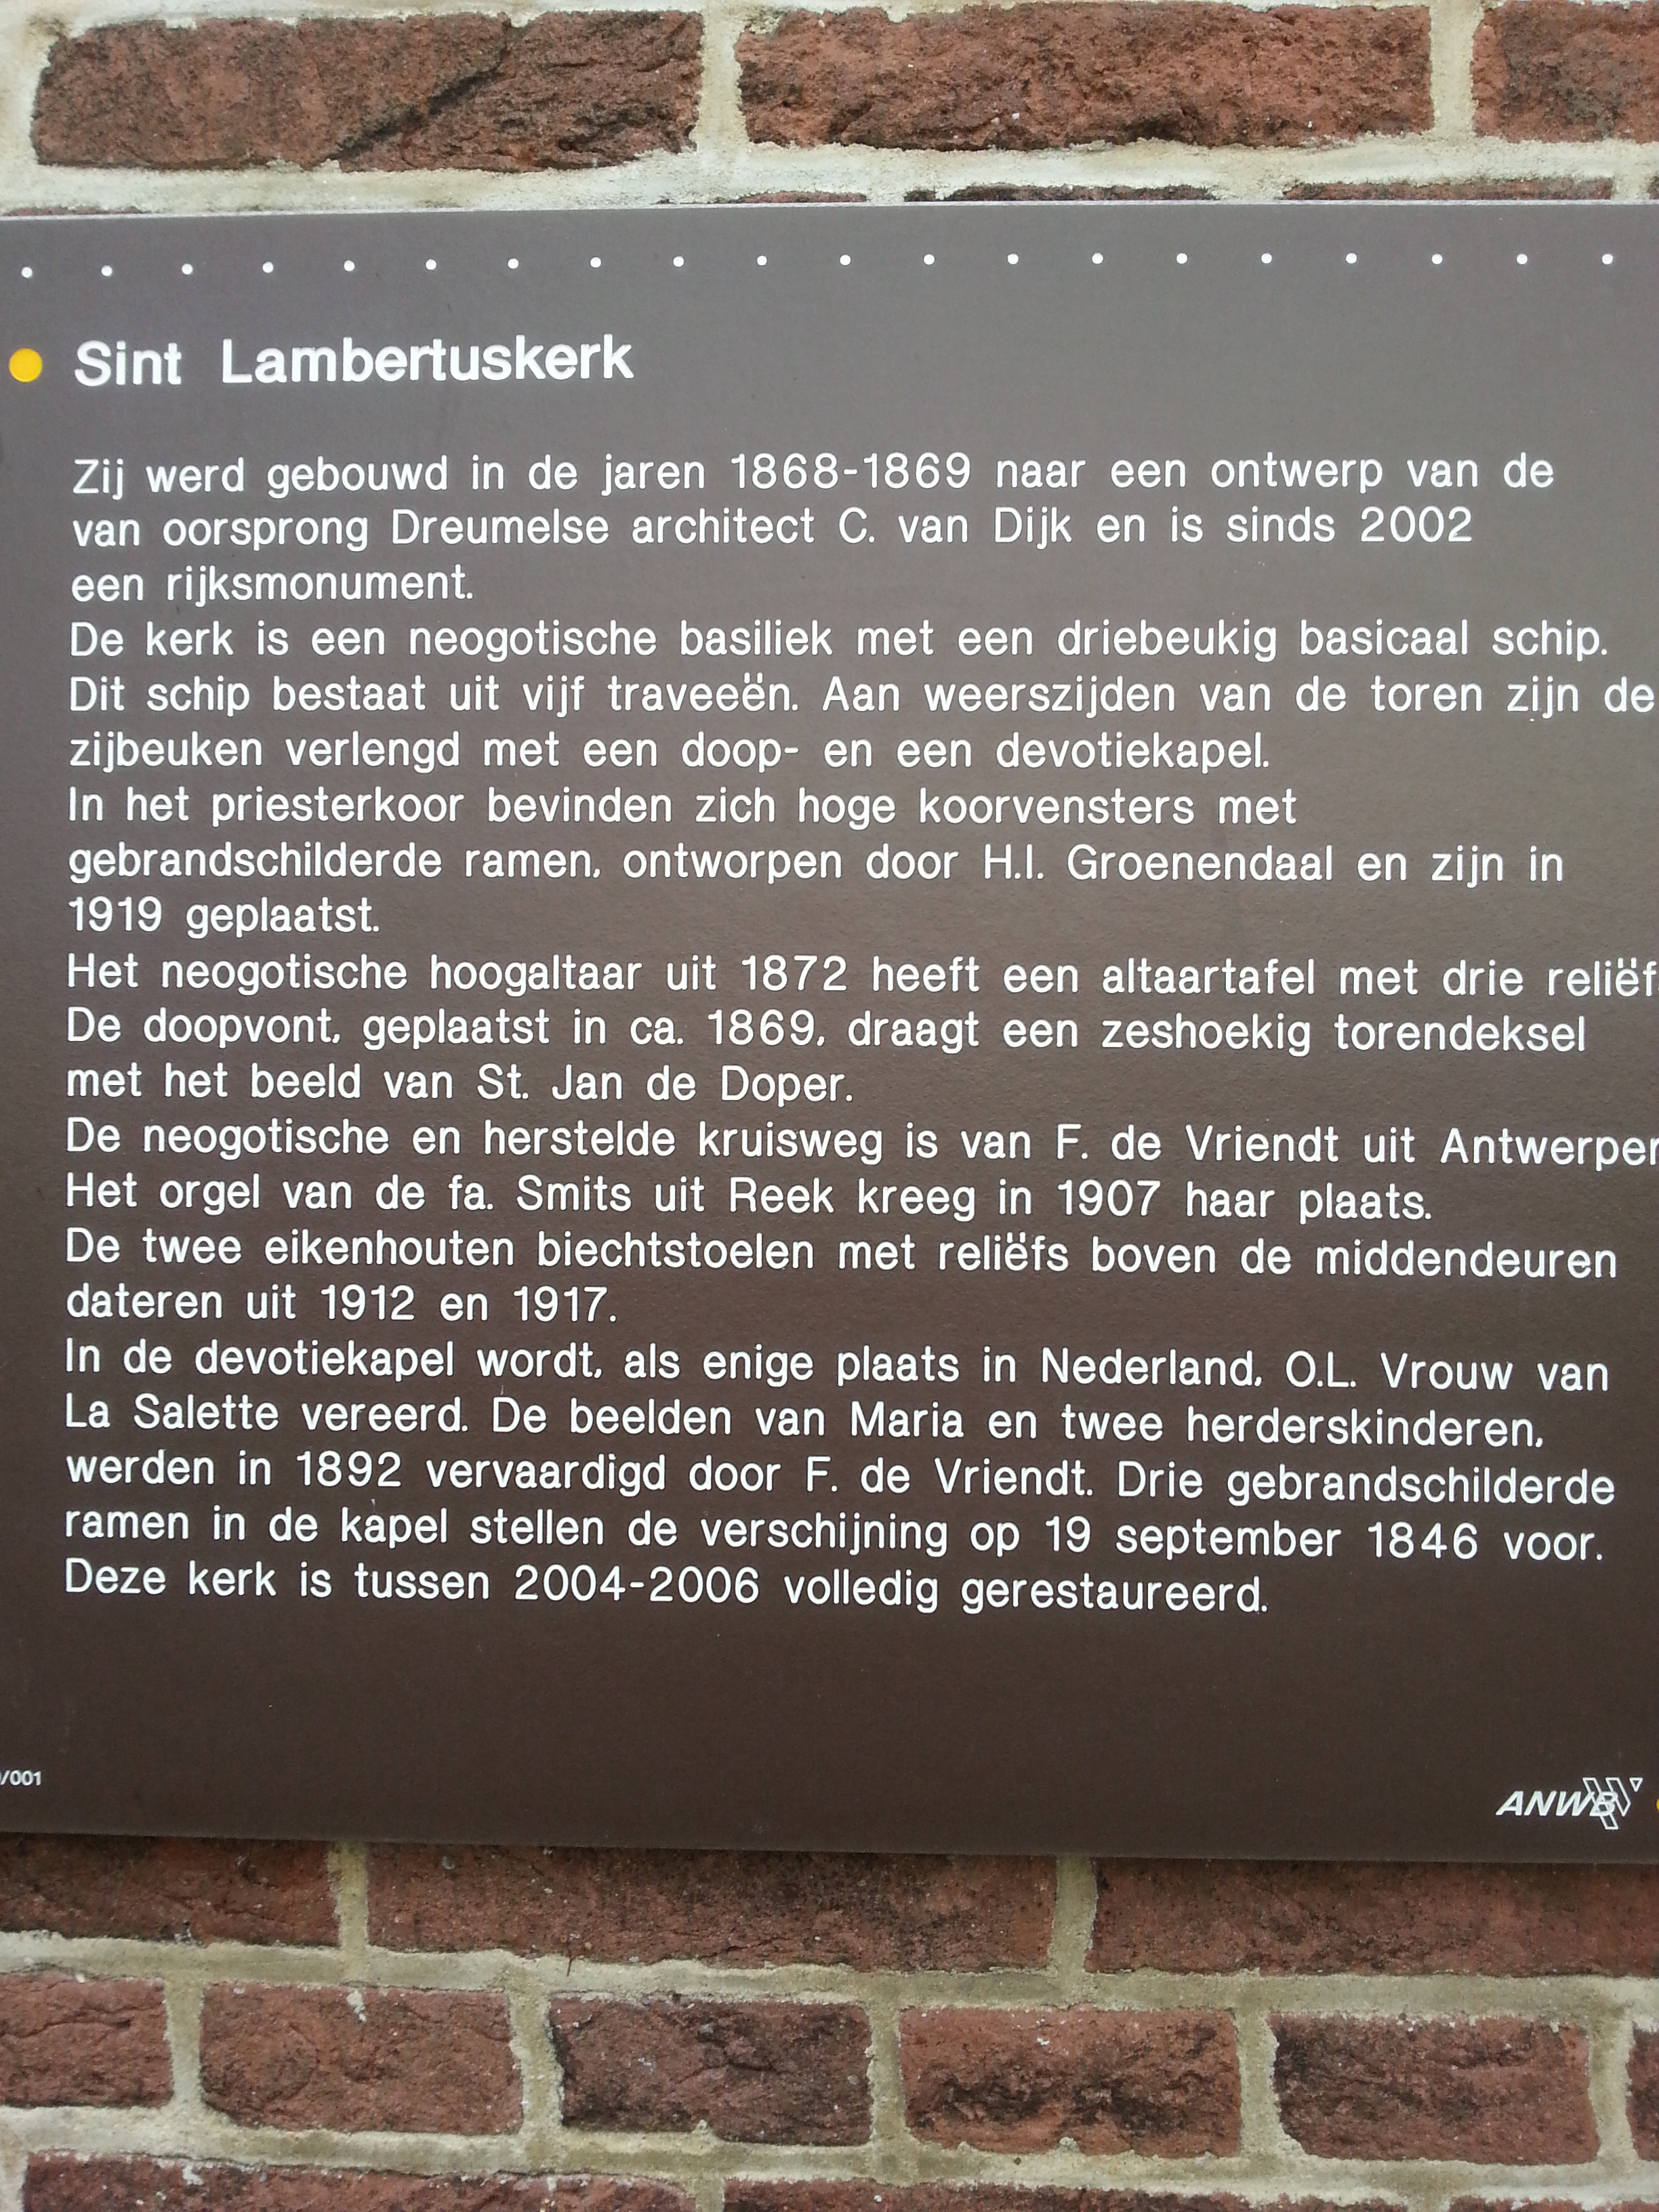 Sint Lambertuskerk
Zij werd gebouwd in de jaren 1868-1869 naar een ontwerp van de
van oorsprong Dreumelse architect C. van Dijk en is sinds 2002
een rijksmonument.
De kerk is een neogotische basiliek met een driebeukig basicaal schip.
Dit schip bestaat uit vijf traveeën. Aan weerszijden van de toren zijn de
zijbeuken verlengd met een doop- en een devotiekapel.
In het priesterkoor bevinden zich hoge koorvensters met
gebrandschilderde ramen, ontworpen door H.I. Groenendaal en zijn in
1919 geplaatst.
Het neogotische hoogaltaar uit 1872 heeft een altaartafel met drie reliëf
De doopvont, geplaatst in ca. 1869, draagt een zeshoekig torendeksel
met het beeld van St. Jan de Doper.
De neogotische en herstelde kruisweg is van F. de Vriendt uit Antwerpen
Het orgel van de fa. Smits uit Reek kreeg in 1907 haar plaats.
De twee eikenhouten biechtstoelen met reliëfs boven de middendeuren
dateren uit 1912 en 1917.
In de devotiekapel wordt, als enige plaats in Nederland, O.L. Vrouw van
La Salette vereerd. De beelden van Maria en twee herderskinderen,
werden in 1892 vervaardigd door F. de Vriendt. Drie gebrandschilderde
ramen in de kapel stellen de verschijning op 19 september 1846 voor.
Deze kerk is tussen 2004-2006 volledig gerestaureerd.
/001
ANWB